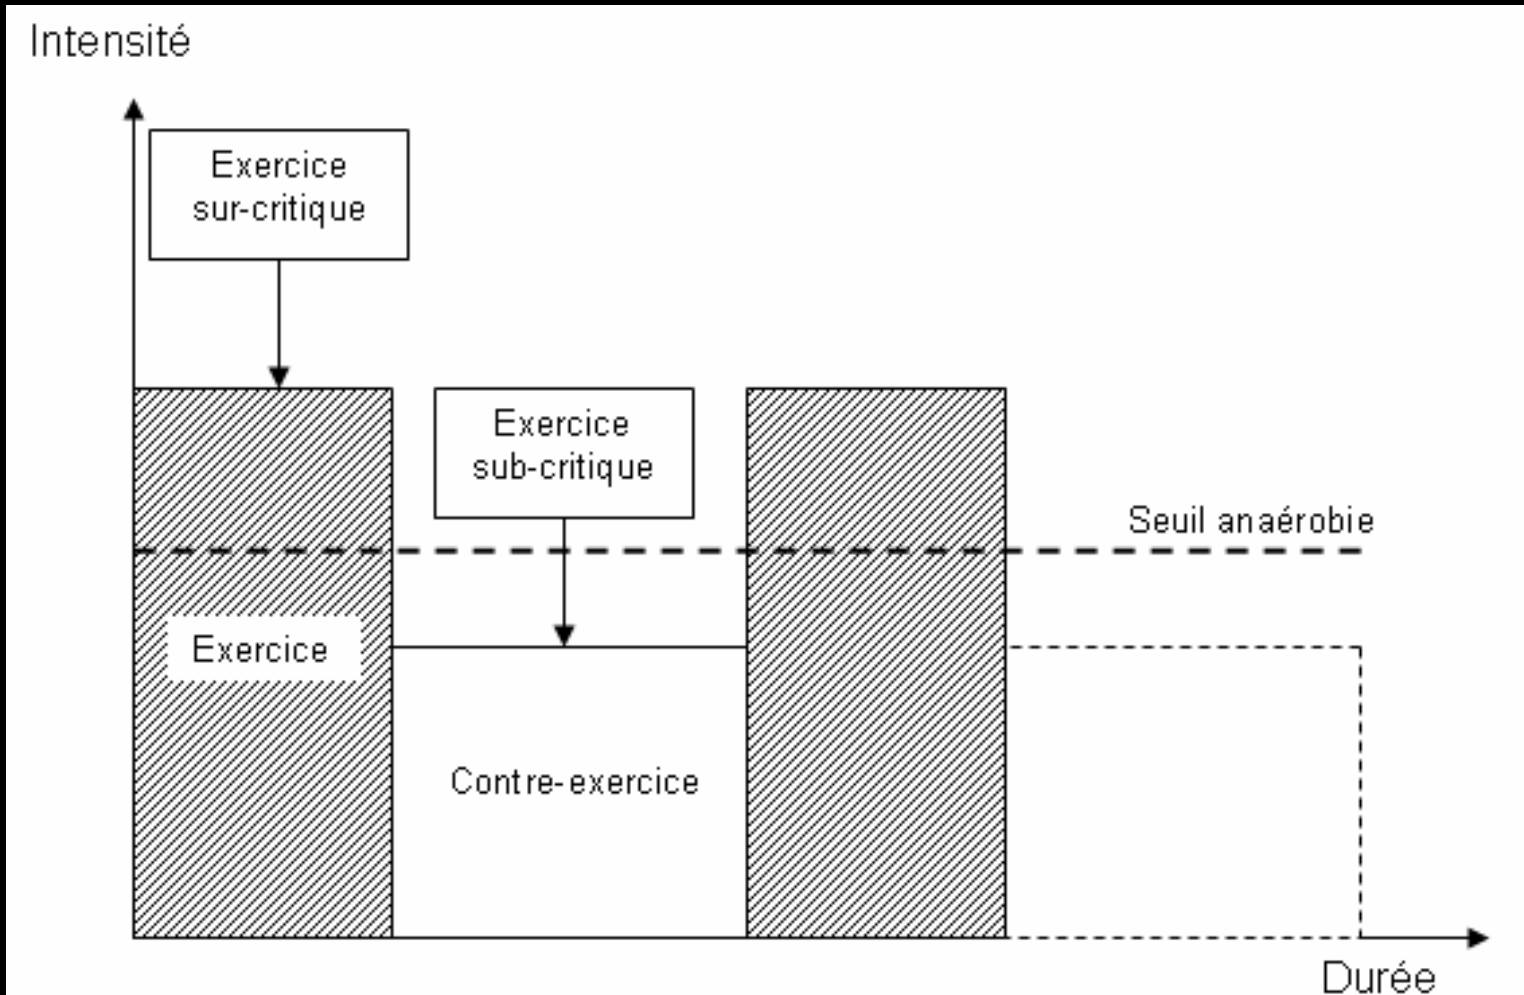 Intensité
Exercice
sur-critique
Exercice
sub-critique
Seuil anaérobie
Exercice
Contre-exercice
Durée